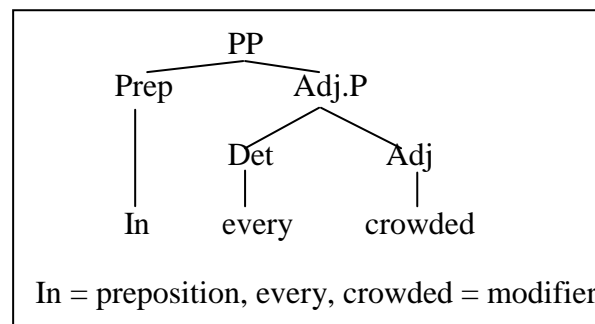 PP
Prep Adj.P
Det Adj
In every crowded
In = preposition, every, crowded = modifier